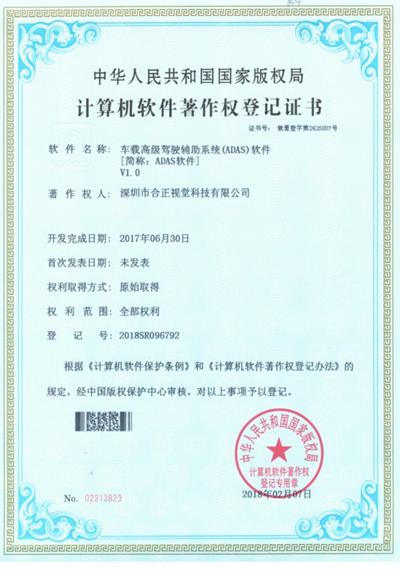 中华人民共和国国家版权局
计算机软件著作权登记证书
证书号： 软著登字第2425887号
软件名称： 车载高级驾驶辅助系统(ADAS)软件
[简称：ADAS软件]
V1.0
著作权人： 深圳市合正视觉科技有限公司
开发完成日期： 2017年06月30日
首次发表日期： 未发表
权利取得方式： 原始取得
权利范围： 全部权利
登记号： 2018SR096792
根据《计算机软件保护条例》和《计算机软件著作权登记办法》的
规定，经中国版权保护中心审核，对以上事项予以登记。
中华人民共和国国家版权局
计算机软件著作权
登记专用章
2018年02月07日
No. 02313823